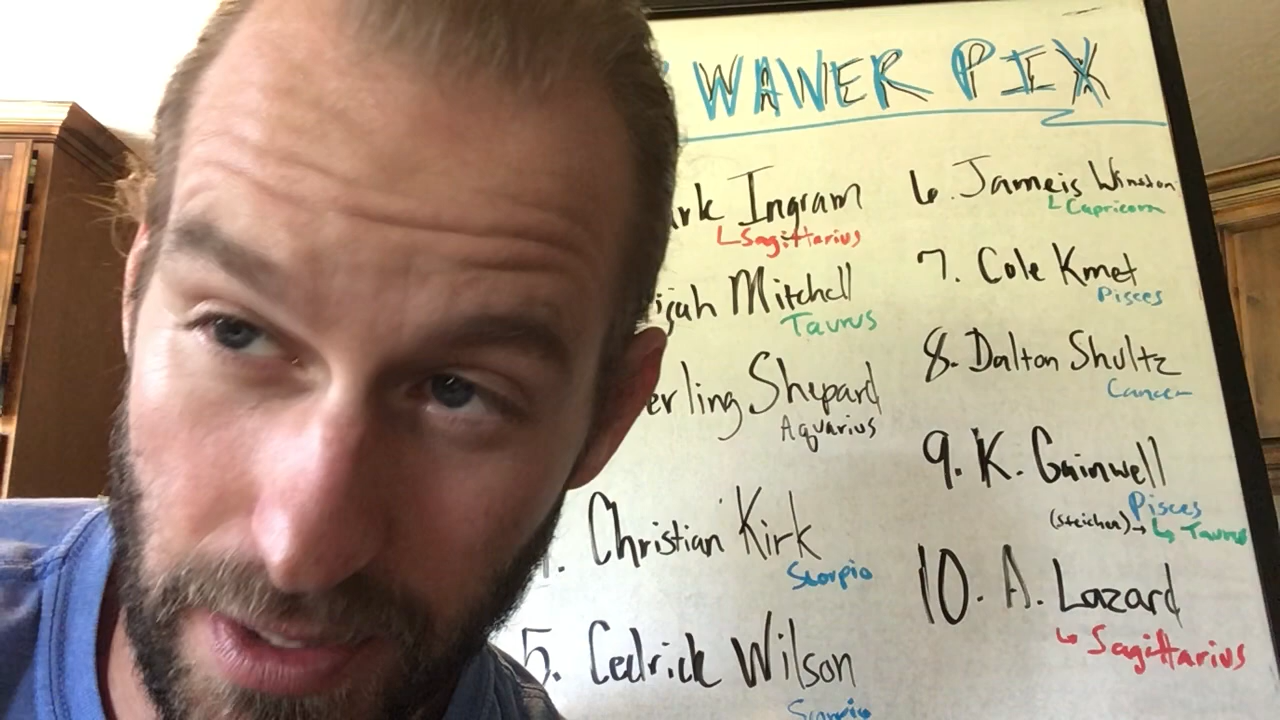 WAWER PIX
ark Ingram
Sagittarius
ijah Mitchell
Taurus
erling Shepard
Aquarius
Christian Kirk
Scorpio
5. Cedrick Wilson
Scorpio
6. Jameis Winston
Capricorn
7. Cole Kmet
Pisces
8. Dalton Shultz
Cancer
9. K. Gainwell
Pisces
(Steichen) → ↳ Taurus
10. A. Lazard
↳ Sagittarius